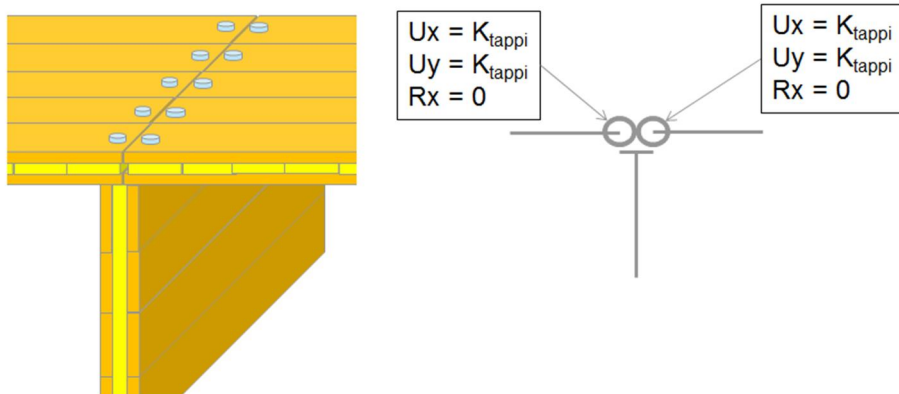 Ux = Ktappi
Uy = Ktappi
Rx = 0
Ux = Ktappi
Uy = Ktappi
Rx = 0